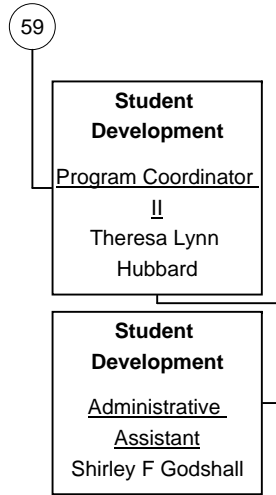 59
Student
Development
Program Coordinator
II
Theresa Lynn
Hubbard
Student
Development
Administrative
Assistant
Shirley F Godshall